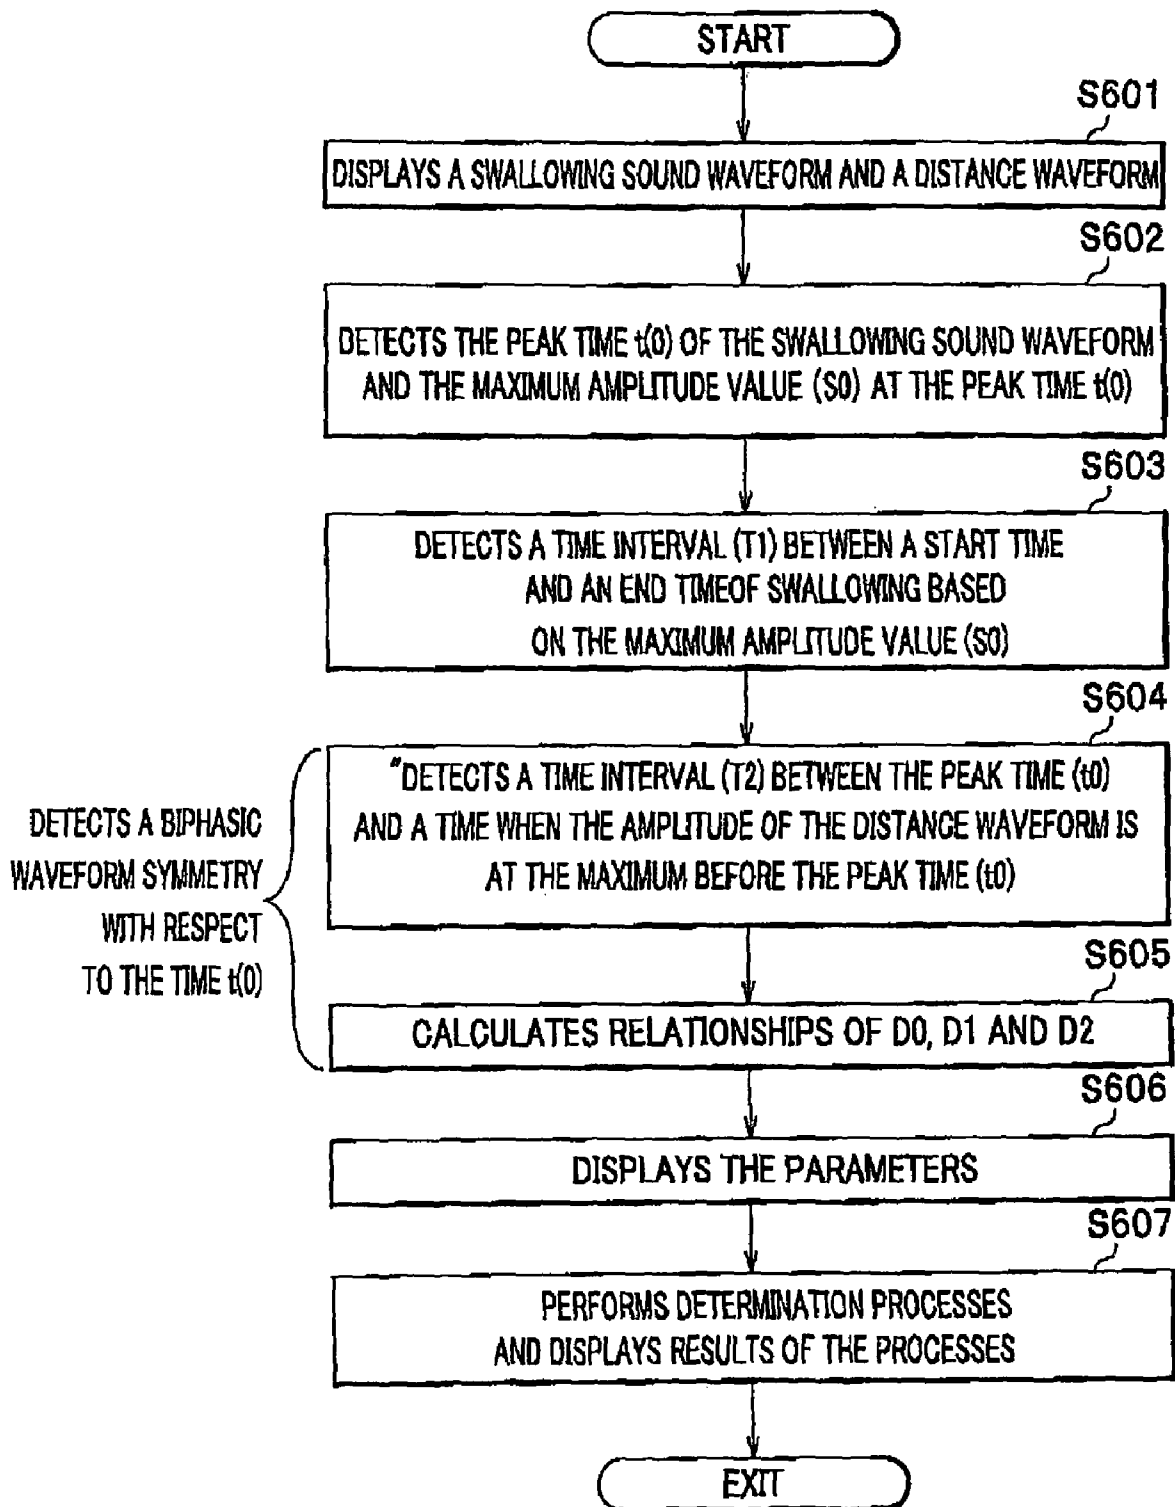 START
S601
DISPLAYS A SWALLOWING SOUND WAVEFORM AND A DISTANCE WAVEFORM
S602
DETECTS THE PEAK TIME t(0) OF THE SWALLOWING SOUND WAVEFORM
AND THE MAXIMUM AMPLITUDE VALUE (S0) AT THE PEAK TIME t(0)
S603
DETECTS A TIME INTERVAL (T1) BETWEEN A START TIME
AND AN END TIMEOF SWALLOWING BASED
ON THE MAXIMUM AMPLITUDE VALUE (S0)
S604
"DETECTS A TIME INTERVAL (T2) BETWEEN THE PEAK TIME (t0)
AND A TIME WHEN THE AMPLITUDE OF THE DISTANCE WAVEFORM IS
AT THE MAXIMUM BEFORE THE PEAK TIME (t0)
DETECTS A BIPHASIC
WAVEFORM SYMMETRY
WITH RESPECT
TO THE TIME t(0)
S605
CALCULATES RELATIONSHIPS OF D0, D1 AND D2
S606
DISPLAYS THE PARAMETERS
S607
PERFORMS DETERMINATION PROCESSES
AND DISPLAYS RESULTS OF THE PROCESSES
EXIT